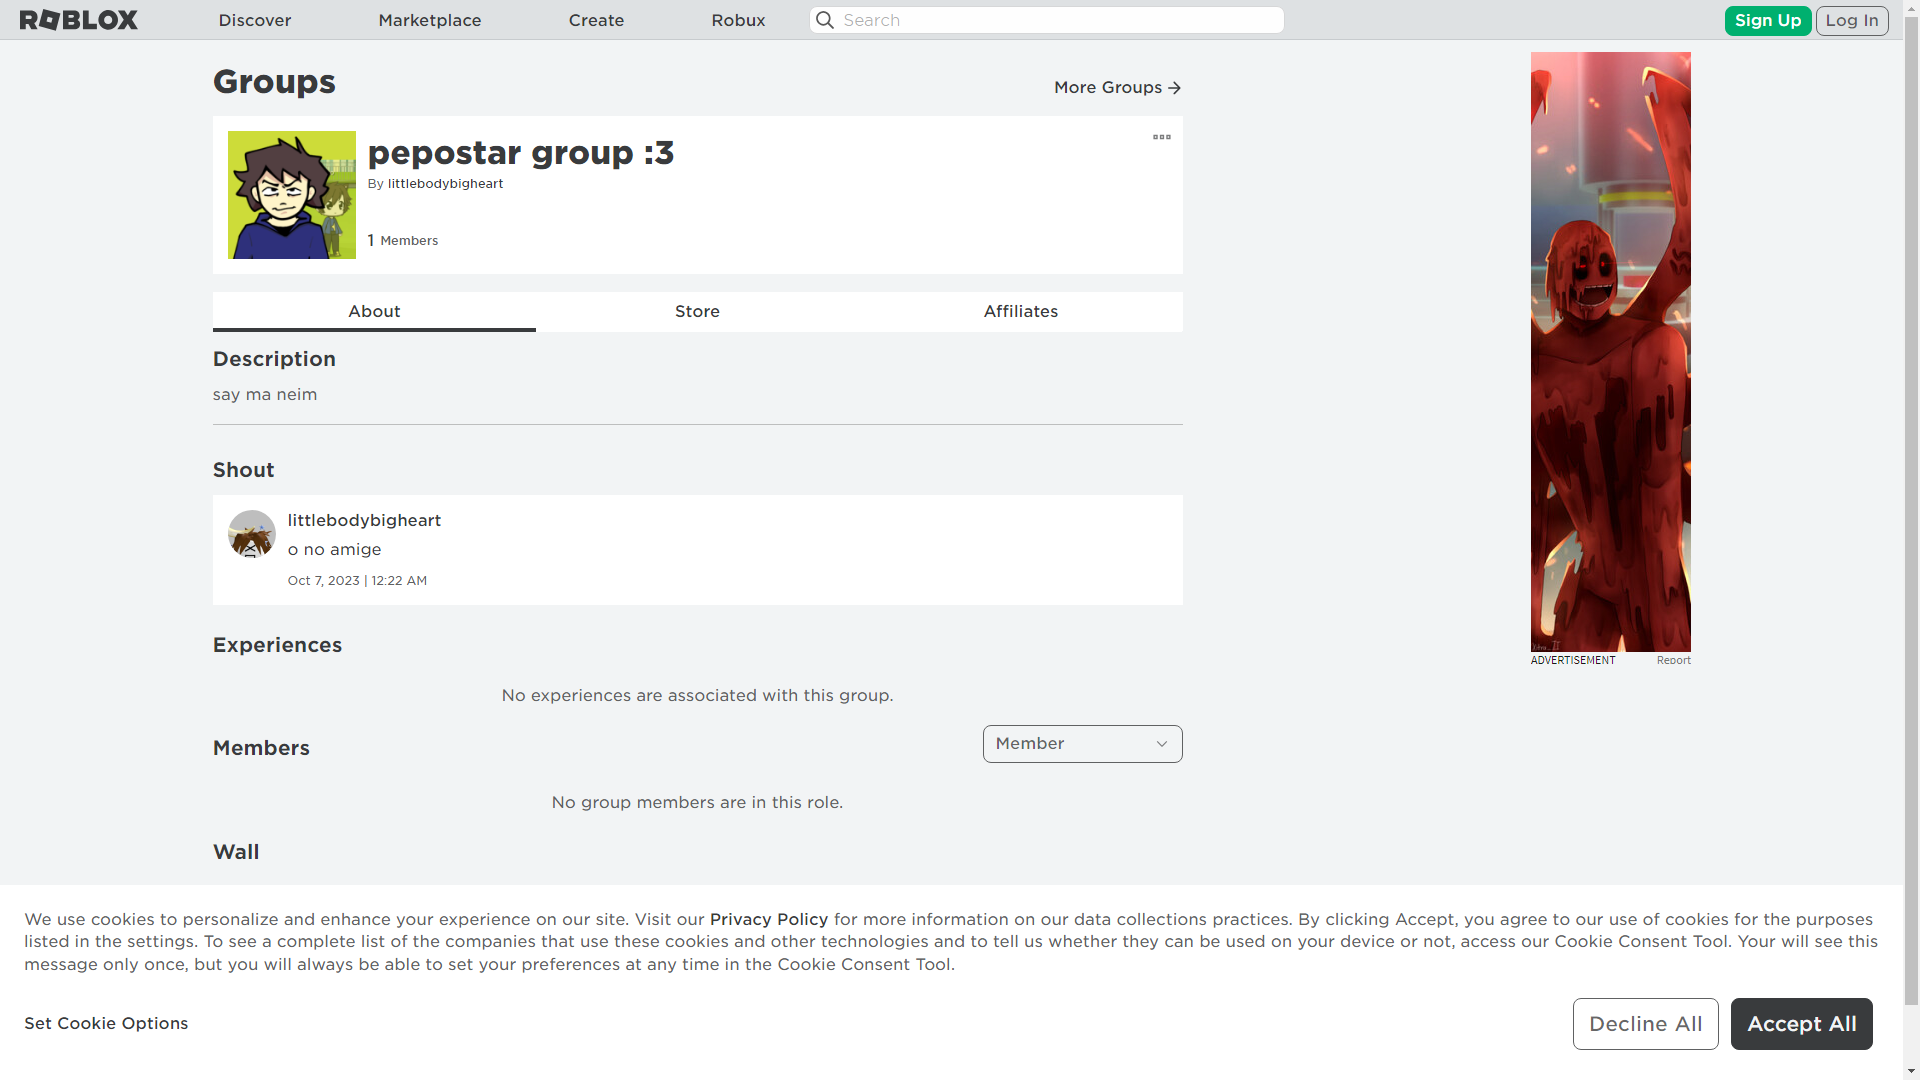 ROBLOX
Discover
Marketplace
Create
Robux
Search
Sign Up
Log In
Groups
More Groups
pepostar group :3
By littlebodybigheart
1 Members
About
Store
Affiliates
Description
say ma neim
Shout
littlebodybigheart
o no amige
Oct 7, 2023 | 12:22 AM
Experiences
No experiences are associated with this group.
Members
Member
No group members are in this role.
Wall
ADVERTISEMENT
Report
We use cookies to personalize and enhance your experience on our site. Visit our Privacy Policy for more information on our data collections practices. By clicking Accept, you agree to our use of cookies for the purposes
listed in the settings. To see a complete list of the companies that use these cookies and other technologies and to tell us whether they can be used on your device or not, access our Cookie Consent Tool. Your will see this
message only once, but you will always be able to set your preferences at any time in the Cookie Consent Tool.
Set Cookie Options
Decline All
Accept All